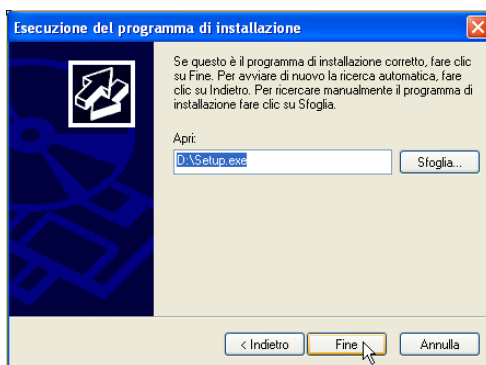 Esecuzione del programma di installazione
Se questo è il programma di installazione corretto, fare clic
su Fine. Per avviare di nuovo la ricerca automatica, fare
clic su Indietro. Per ricercare manualmente il programma di
installazione fare clic su Sfoglia.
Apri:
D:\Setup.exe
Sfoglia...
< Indietro
Fine
Annulla